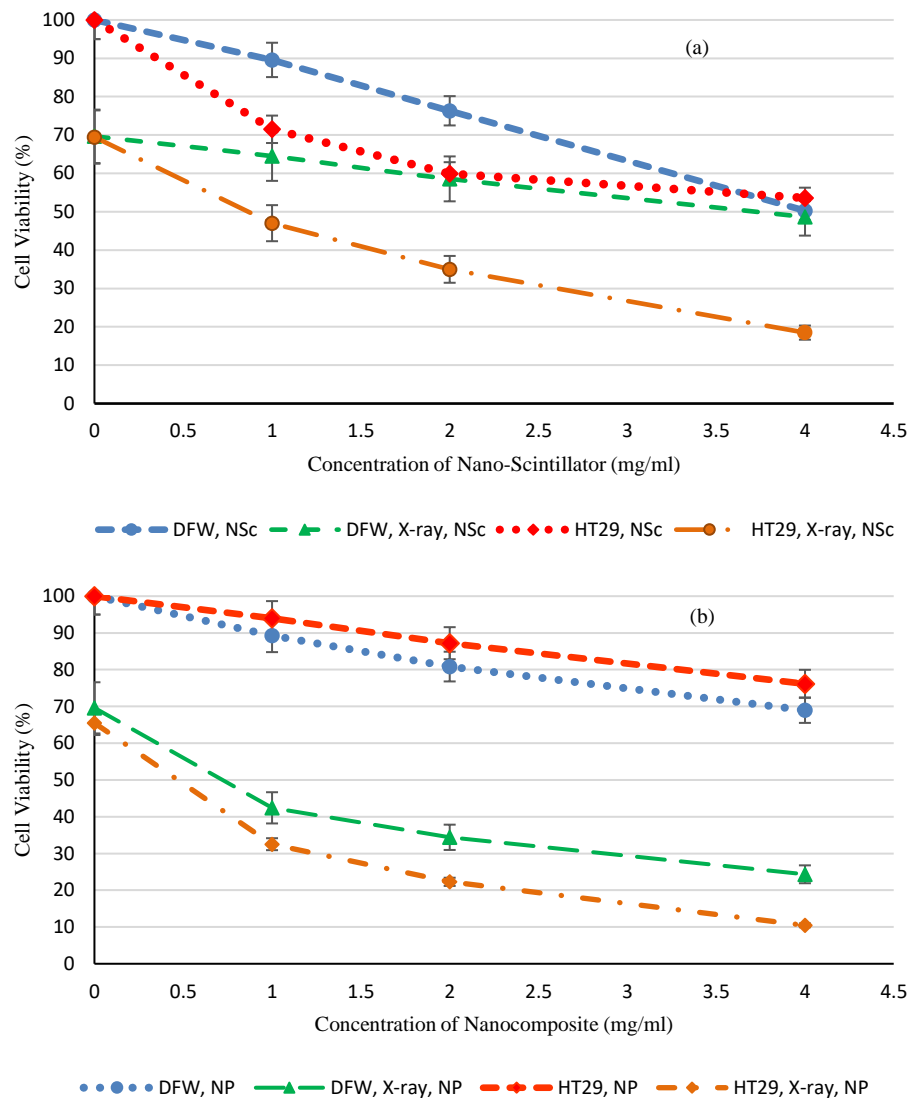 (a)
Cell Viability (%)
100
90
80
70
60
50
40
30
20
10
0
0 0.5 1 1.5 2 2.5 3 3.5 4 4.5
Concentration of Nano-Scintillator (mg/ml)
DFW, NSc DFW, X-ray, NSc HT29, NSc HT29, X-ray, NSc
(b)
Cell Viability (%)
100
90
80
70
60
50
40
30
20
10
0
0 0.5 1 1.5 2 2.5 3 3.5 4 4.5
Concentration of Nanocomposite (mg/ml)
DFW, NP DFW, X-ray, NP HT29, NP HT29, X-ray, NP